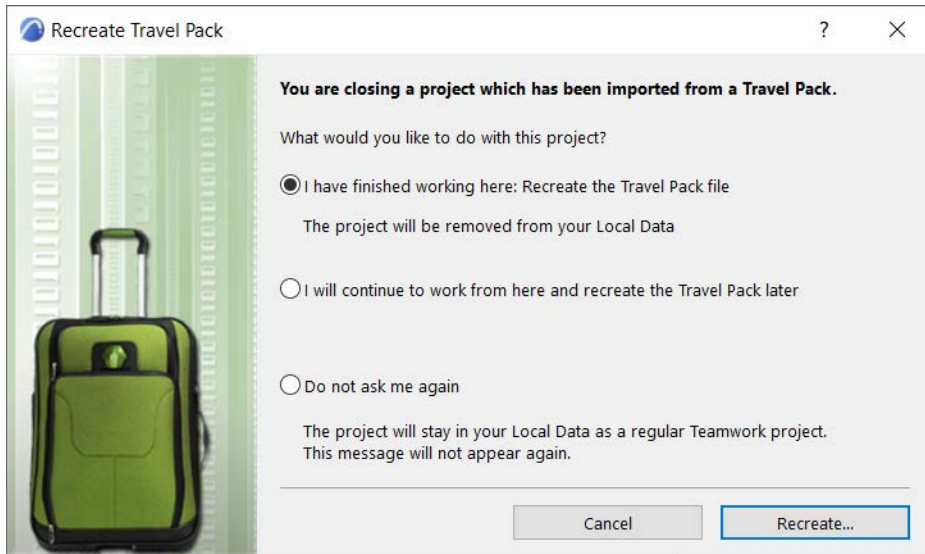 Recreate Travel Pack
?
You are closing a project which has been imported from a Travel Pack.
What would you like to do with this project?
I have finished working here: Recreate the Travel Pack file
The project will be removed from your Local Data
I will continue to work from here and recreate the Travel Pack later
Do not ask me again
The project will stay in your Local Data as a regular Teamwork project.
This message will not appear again.
Cancel
Recreate...